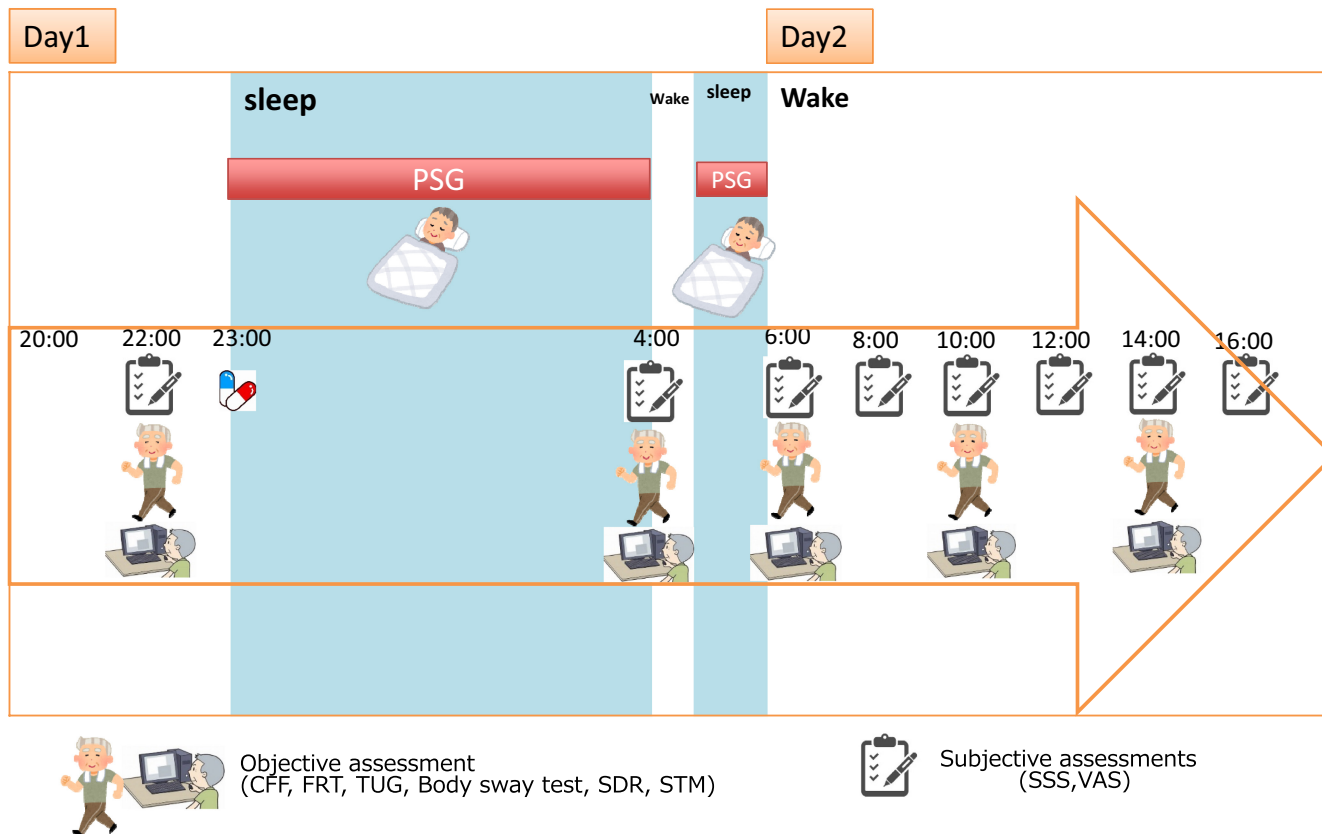 Day1
Day2
sleep
Wake
sleep
Wake
PSG
PSG
20:00
22:00
23:00
4:00
6:00
8:00
10:00
12:00
14:00
16:00
Objective assessment
(CFF, FRT, TUG, Body sway test, SDR, STM)
Subjective assessments
(SSS,VAS)